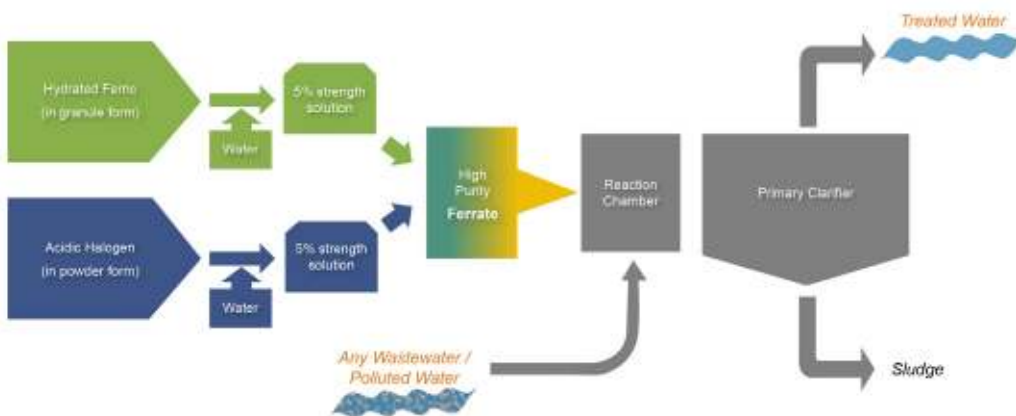 Treated Water
Hydrated Ferric
(in granule form)
5% strength
solution
Water
High
Purity
Ferrate
Reaction
Chamber
Primary Clarifier
Acidic Halogen
(in powder form)
5% strength
solution
Water
Any Wastewater /
Polluted Water
Sludge